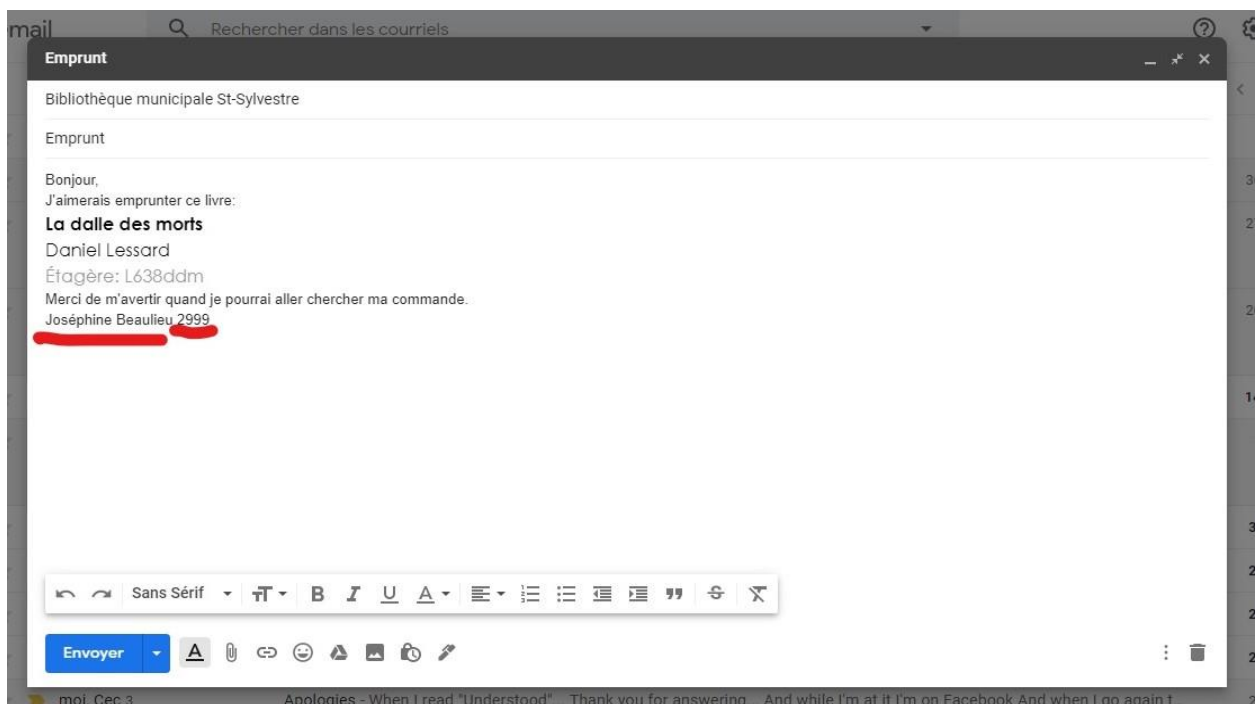 mail
Rechercher dans les courriels
Emprunt
Bibliothèque municipale St-Sylvestre
Emprunt
Bonjour,
J'aimerais emprunter ce livre:
La dalle des morts
Daniel Lessard
Étagère: L638ddm
Merci de m'avertir quand je pourrai aller chercher ma commande.
Joséphine Beaulieu 2999
Sans Sérif
Envoyer
moi, Cec 3
Apologies - When I read "Understood"... Thank you for answering... And while I'm at it I'm on Facebook And when I go again t